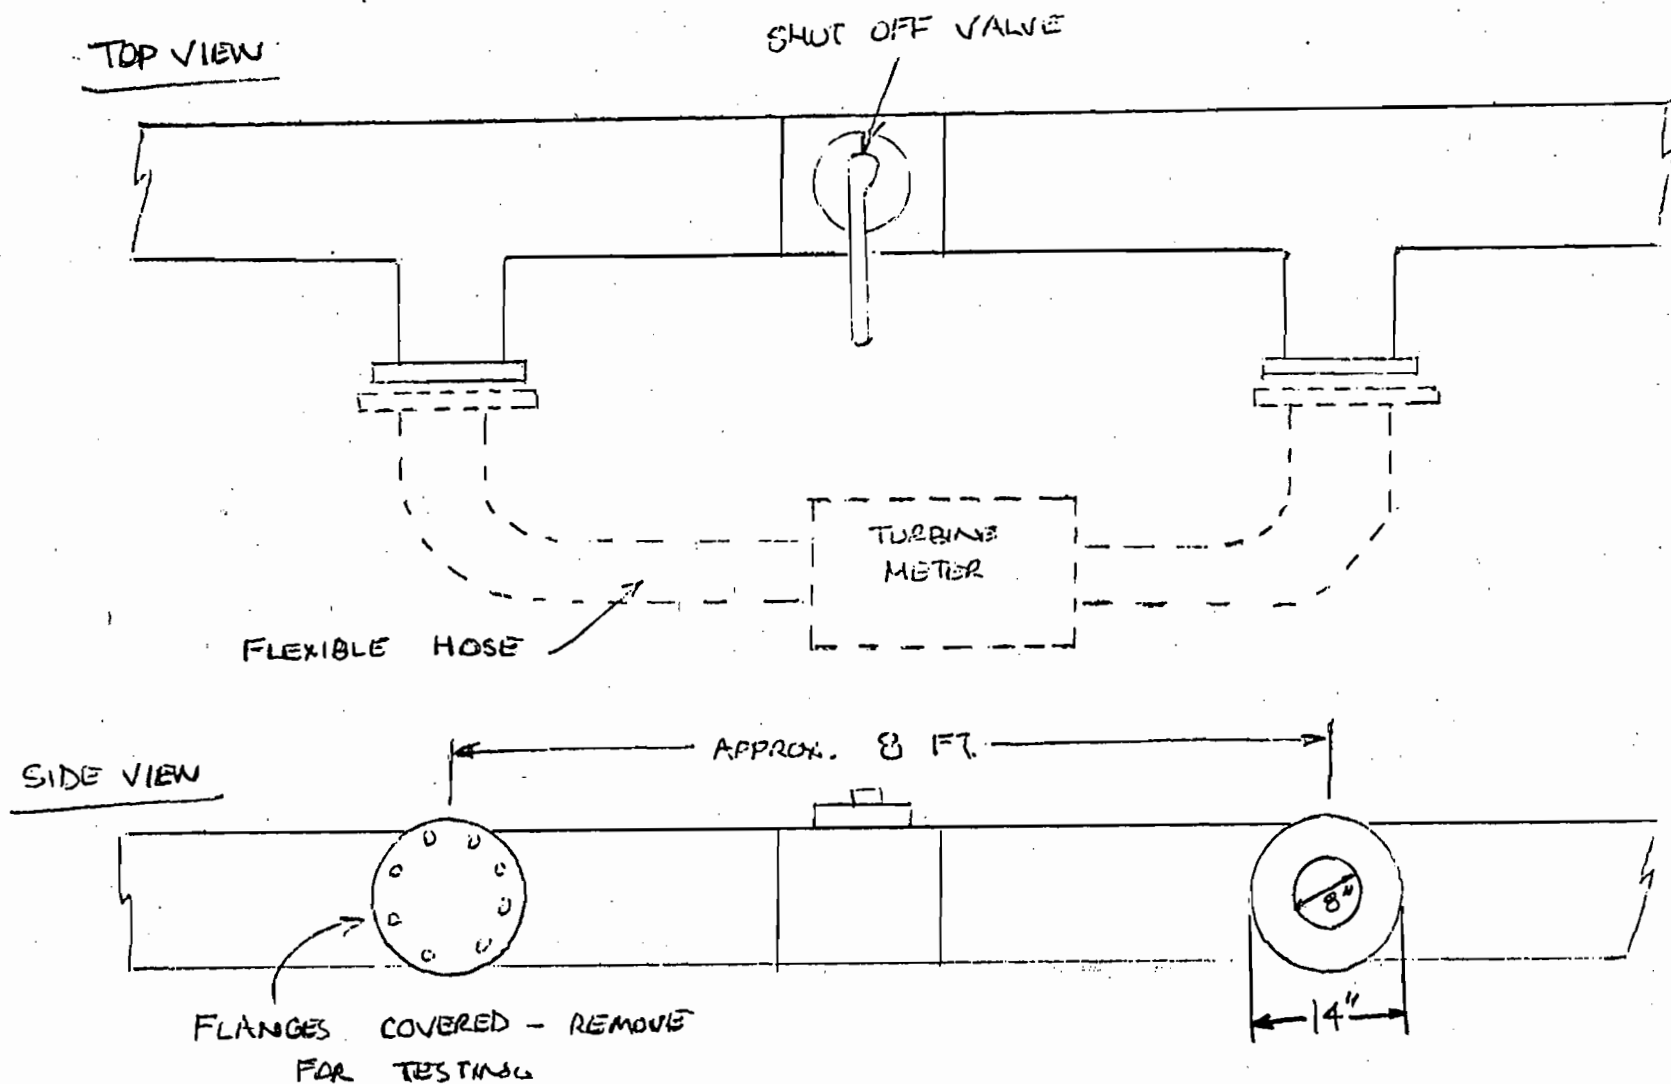 TOP VIEW
SHUT OFF VALVE
TURBINE
METER
FLEXIBLE HOSE
APPROX. 8 FT.
SIDE VIEW
8"
14"
FLANGES COVERED - REMOVE
FOR TESTING